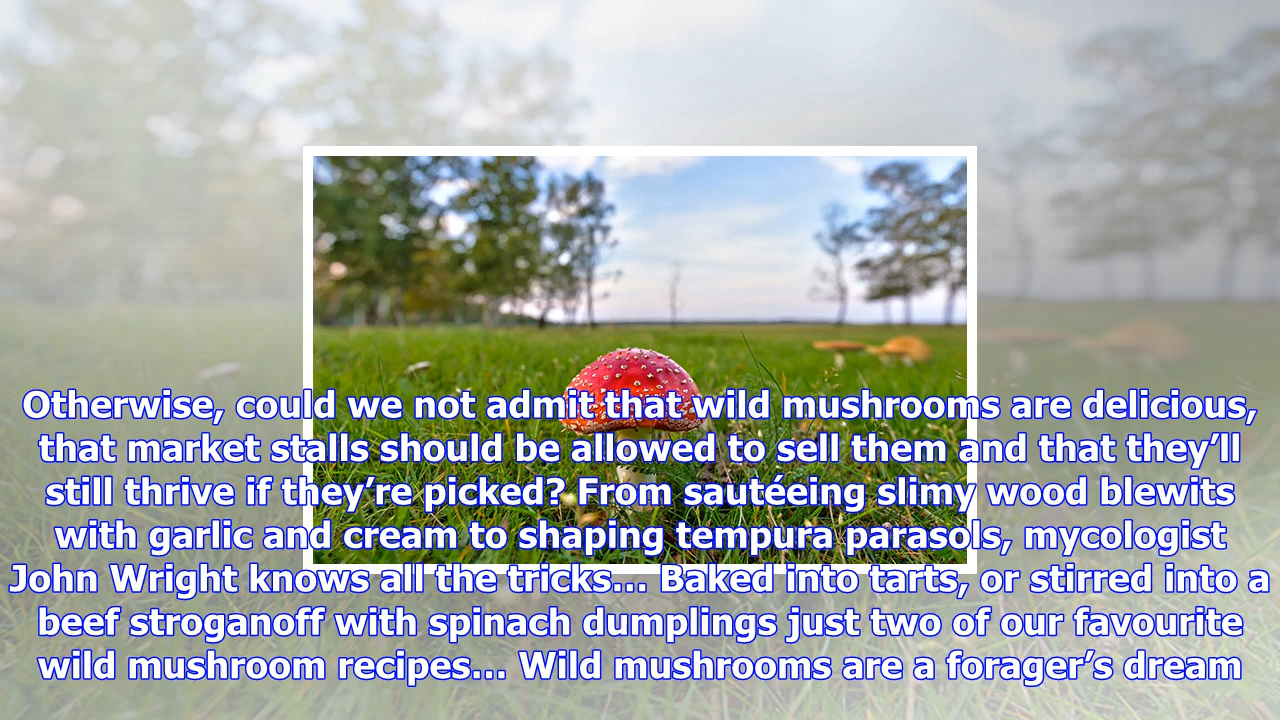 Otherwise, could we not admit that wild mushrooms are delicious,
that market stalls should be allowed to sell them and that they’ll
still thrive if they’re picked? From sautéeing slimy wood blewits
with garlic and cream to shaping tempura parasols, mycologist
John Wright knows all the tricks... Baked into tarts, or stirred into a
beef stroganoff with spinach dumplings just two of our favourite
wild mushroom recipes... Wild mushrooms are a forager’s dream